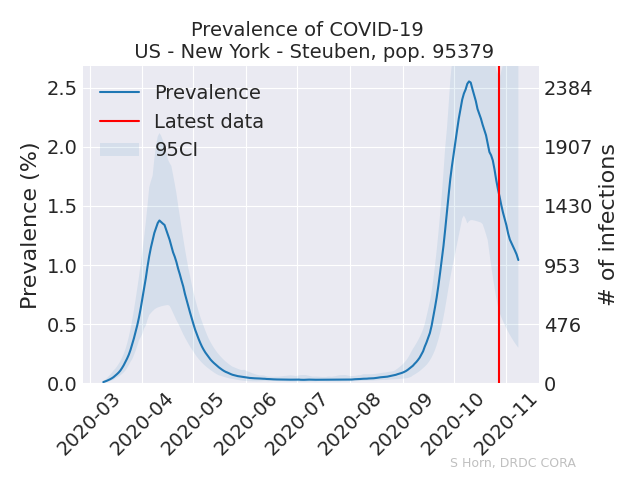 Prevalence of COVID-19
US - New York - Steuben, pop. 95379
Prevalence
Latest data
95CI
Prevalence (%)
2.5
2.0
1.5
1.0
0.5
0.0
2384
1907
1430
953
476
0
# of infections
2020-03
2020-04
2020-05
2020-06
2020-07
2020-08
2020-09
2020-10
2020-11
S Horn, DRDC CORA